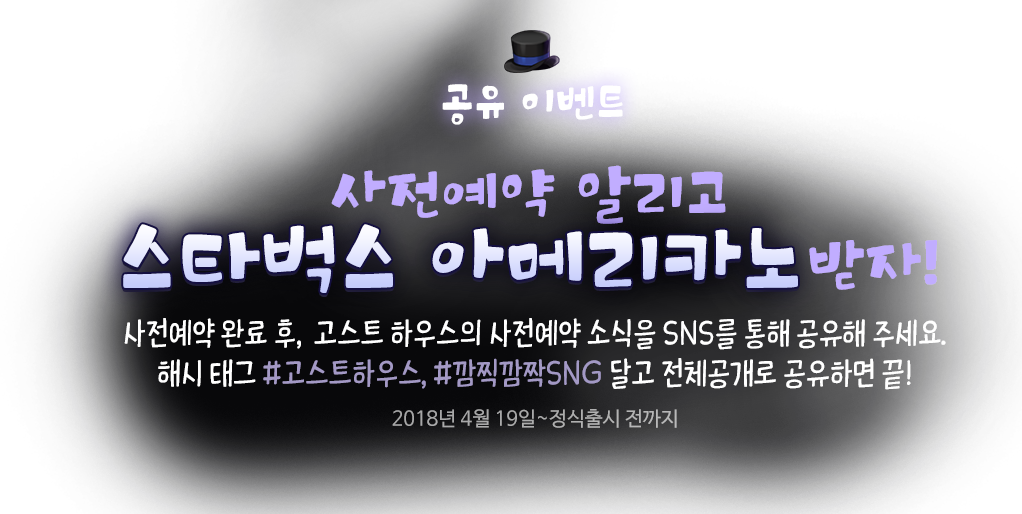 공유 이벤트
사전예약 알리고
스타벅스 아메리카노 받자!
사전예약 완료 후, 고스트 하우스의 사전예약 소식을 SNS를 통해 공유해 주세요.
해시 태그 #고스트하우스, #깜찍깜짝SNG 달고 전체공개로 공유하면 끝!
2018년 4월 19일~정식출시 전까지